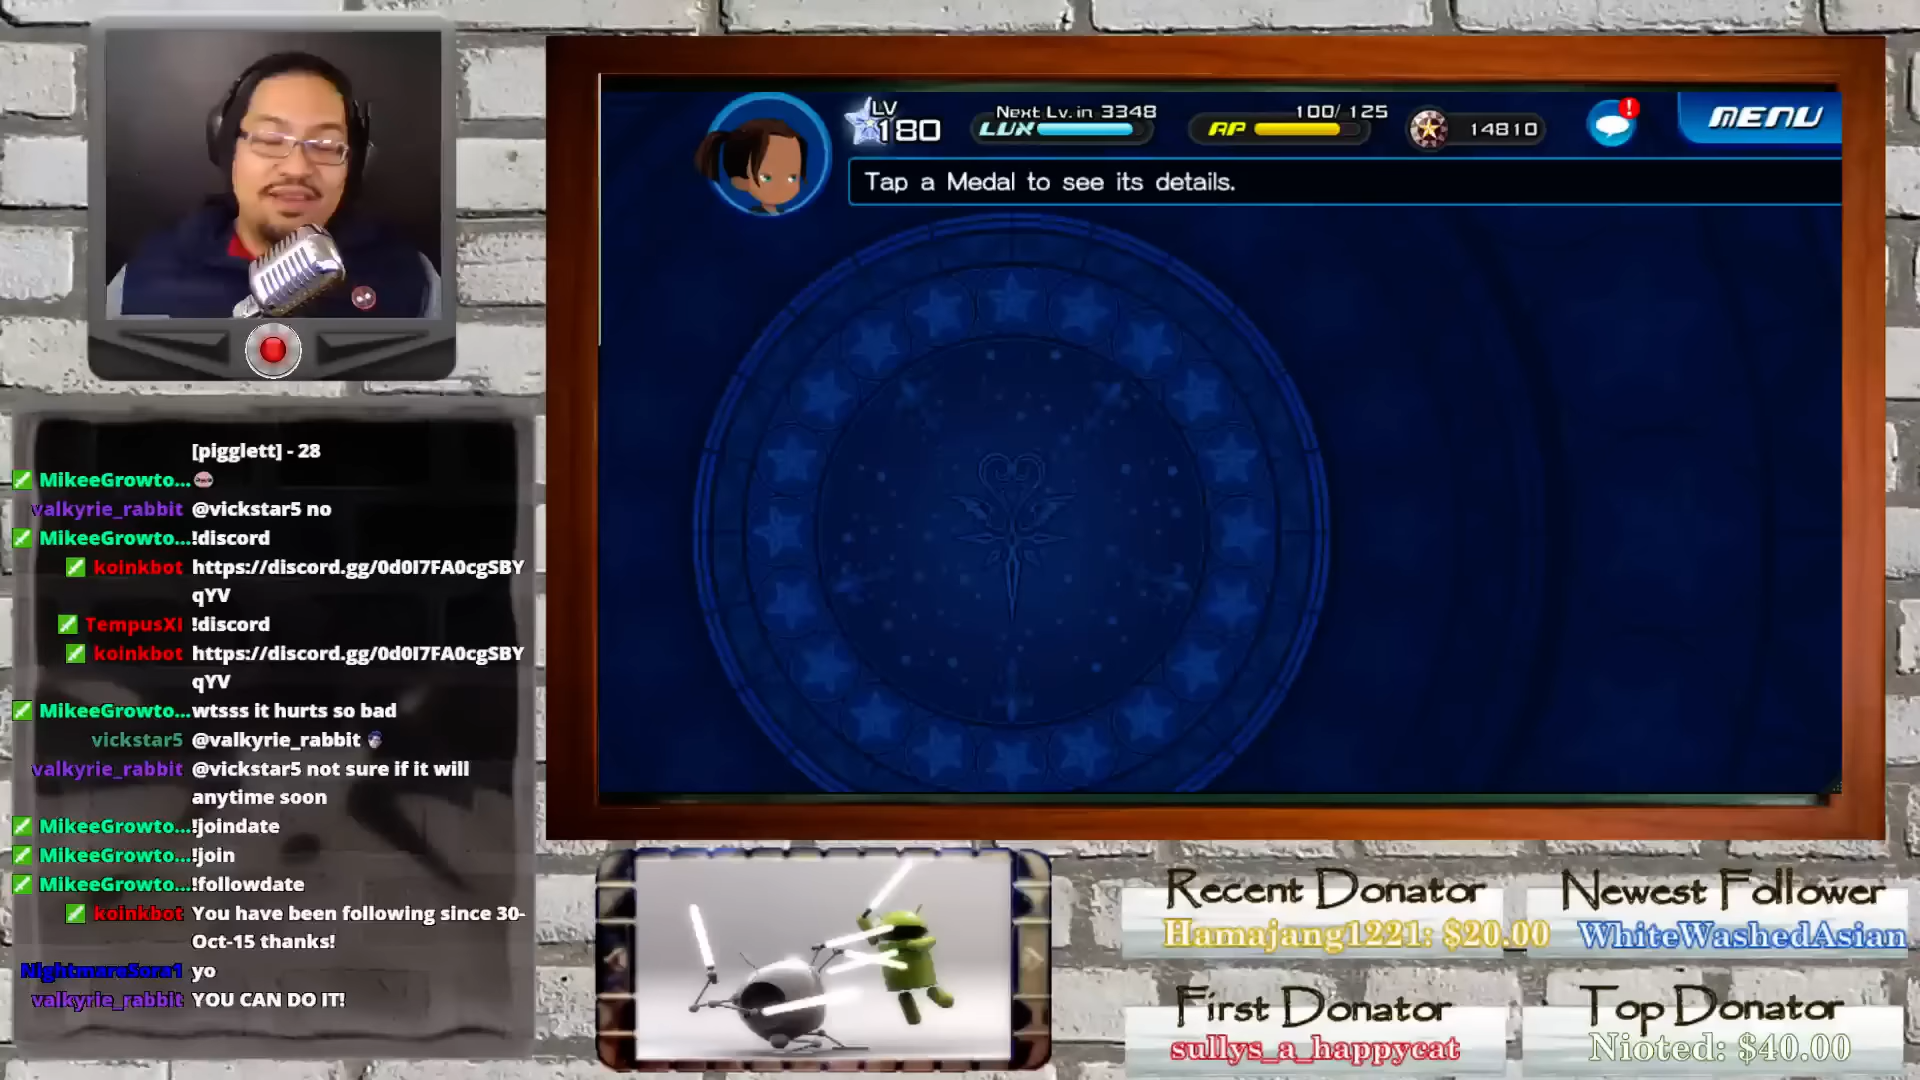 LV 180
Next Lv. in 3348
LUX
100/ 125
AP
14810
!
MENU
Tap a Medal to see its details.
[pigglett] - 28
MikeeGrowto...
valkyrie_rabbit @vickstar5 no
MikeeGrowto... !discord
koinkbot https://discord.gg/0d0I7FA0cgSBY
qYV
TempusXI !discord
koinkbot https://discord.gg/0d0I7FA0cgSBY
qYV
MikeeGrowto... wtsss it hurts so bad
vickstar5 @valkyrie_rabbit
valkyrie_rabbit @vickstar5 not sure if it will
anytime soon
MikeeGrowto... !joindate
MikeeGrowto... !join
MikeeGrowto... !followdate
koinkbot You have been following since 30-
Oct-15 thanks!
NightmareSora1 yo
valkyrie_rabbit YOU CAN DO IT!
Recent Donator
Hamajang1221: $20.00
Newest Follower
WhiteWashedAsian
First Donator
sullys_a_happycat
Top Donator
Nioted: $40.00